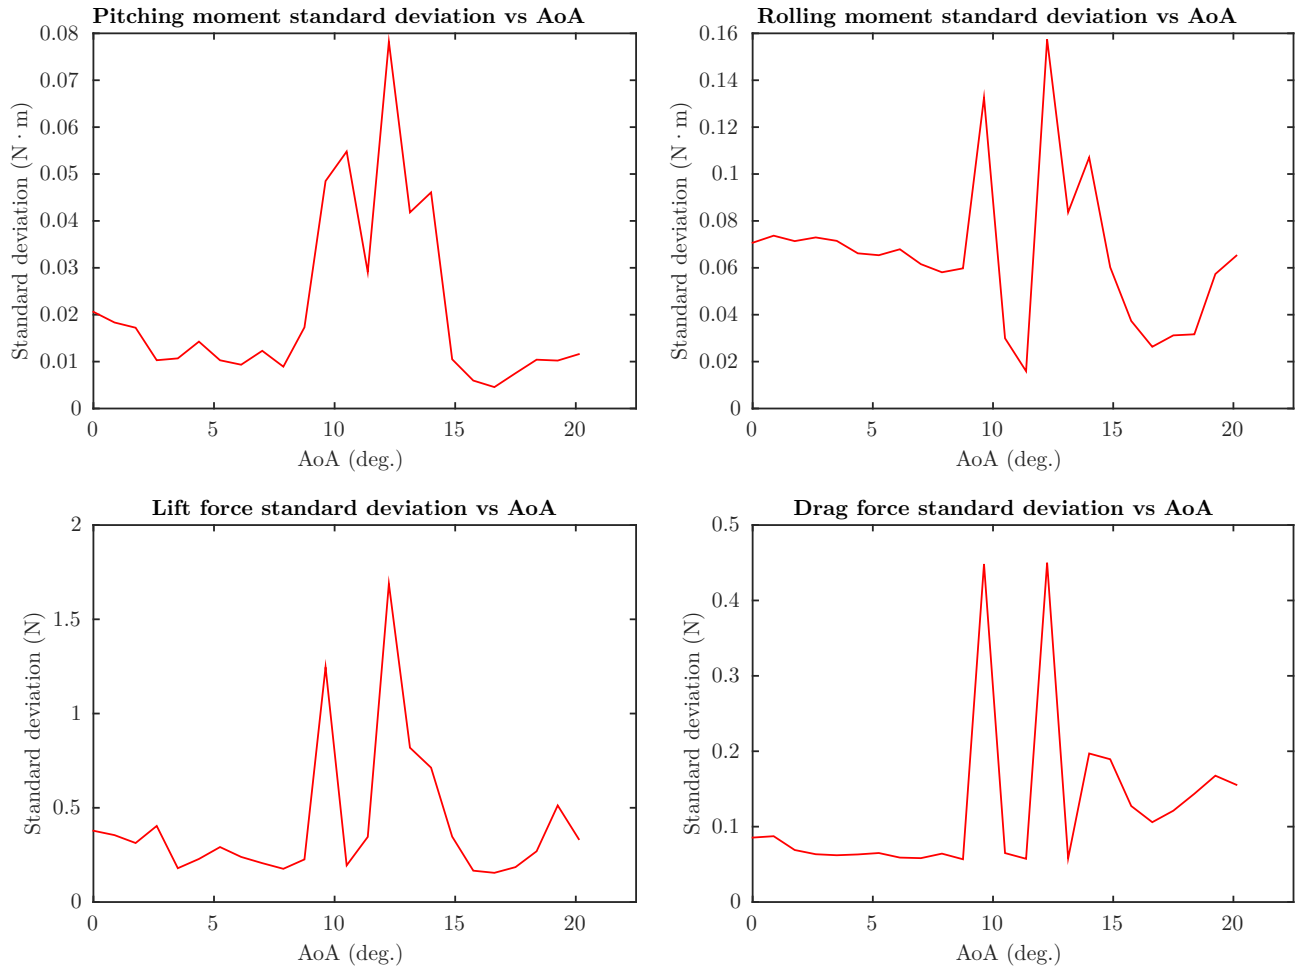 Pitching moment standard deviation vs AoA
0.08
0.07
0.06
0.05
0.04
0.03
0.02
0.01
0
Standard deviation (N · m)
0 5 10 15 20
AoA (deg.)
Rolling moment standard deviation vs AoA
0.16
0.14
0.12
0.1
0.08
0.06
0.04
0.02
0
Standard deviation (N · m)
0 5 10 15 20
AoA (deg.)
Lift force standard deviation vs AoA
2
1.5
1
0.5
0
Standard deviation (N)
0 5 10 15 20
AoA (deg.)
Drag force standard deviation vs AoA
0.5
0.4
0.3
0.2
0.1
0
Standard deviation (N)
0 5 10 15 20
AoA (deg.)